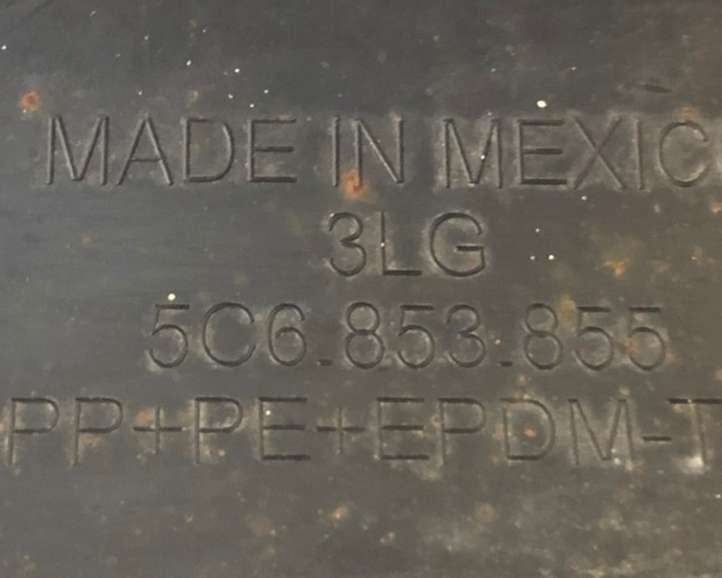 MADE IN MEXIC
3LG
5C6.853.855
PP+PE+EPDM-T